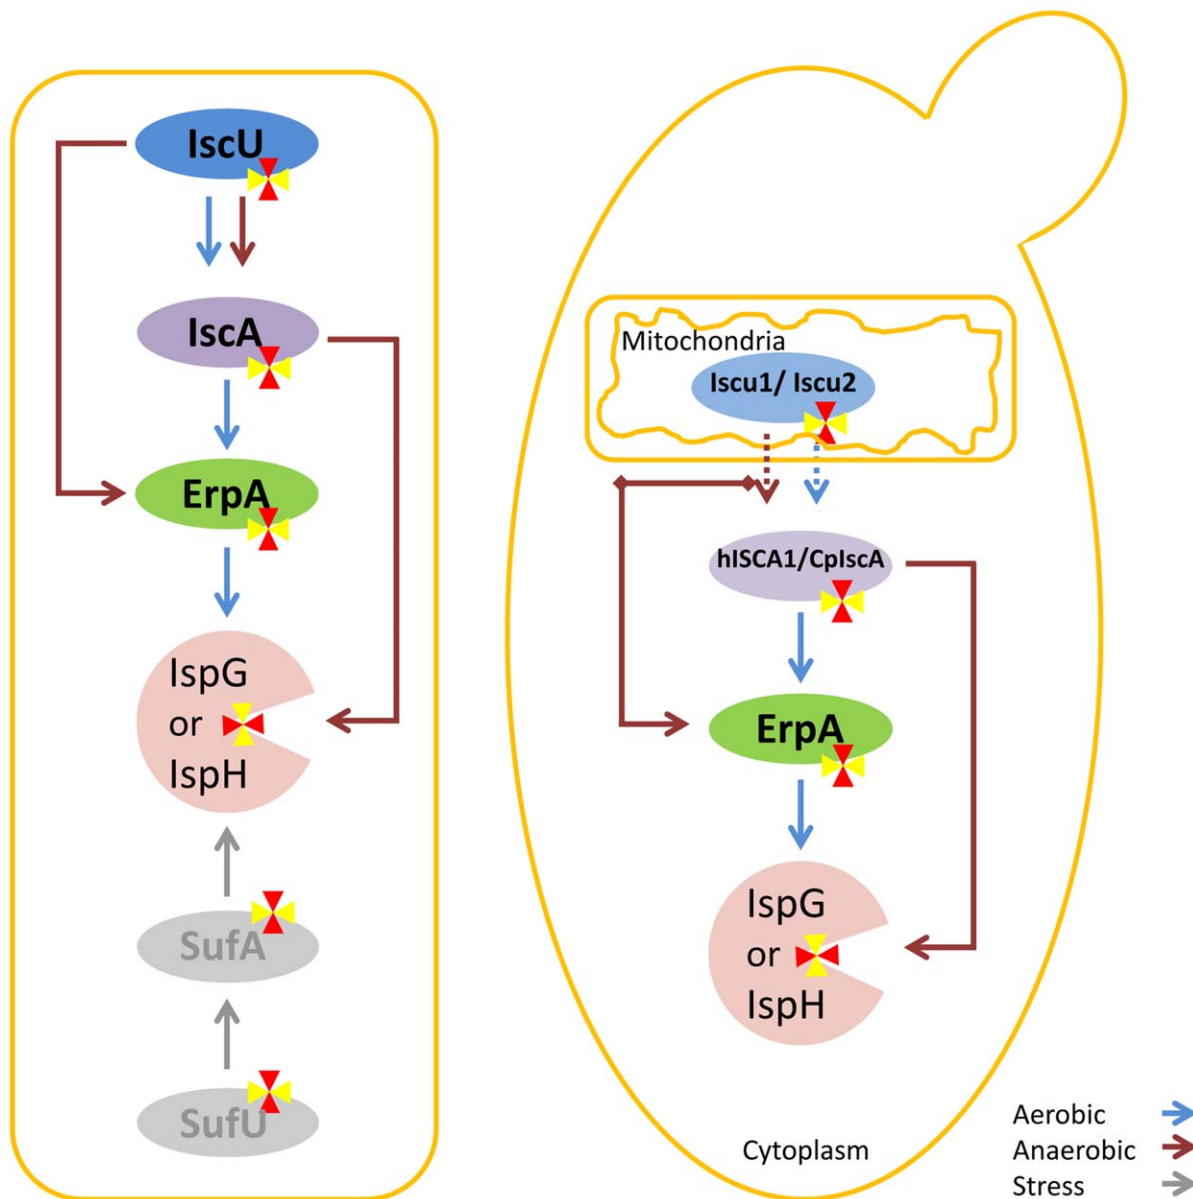 IscU
IscA
ErpA
IspG
or
IspH
SufA
SufU
Mitochondria
Iscu1/ Iscu2
hISCA1/CpIscA
ErpA
IspG
or
IspH
Cytoplasm
Aerobic
Anaerobic
Stress